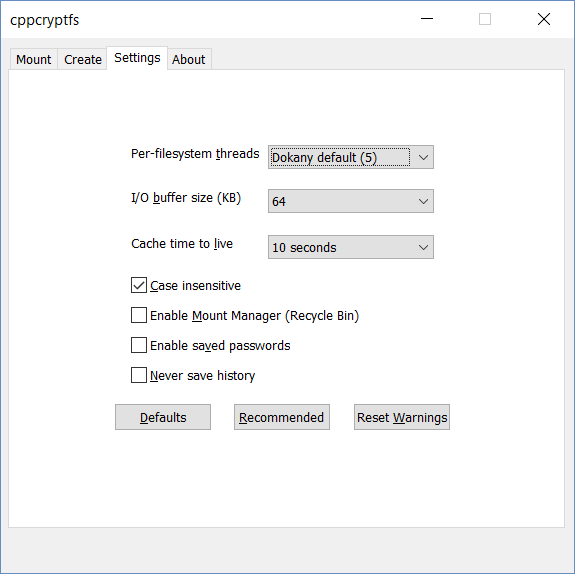 cppcryptfs
Mount Create Settings About
Per-filesystem threads Dokany default (5)
I/O buffer size (KB) 64
Cache time to live 10 seconds
Case insensitive
Enable Mount Manager (Recycle Bin)
Enable saved passwords
Never save history
Defaults Recommended Reset Warnings